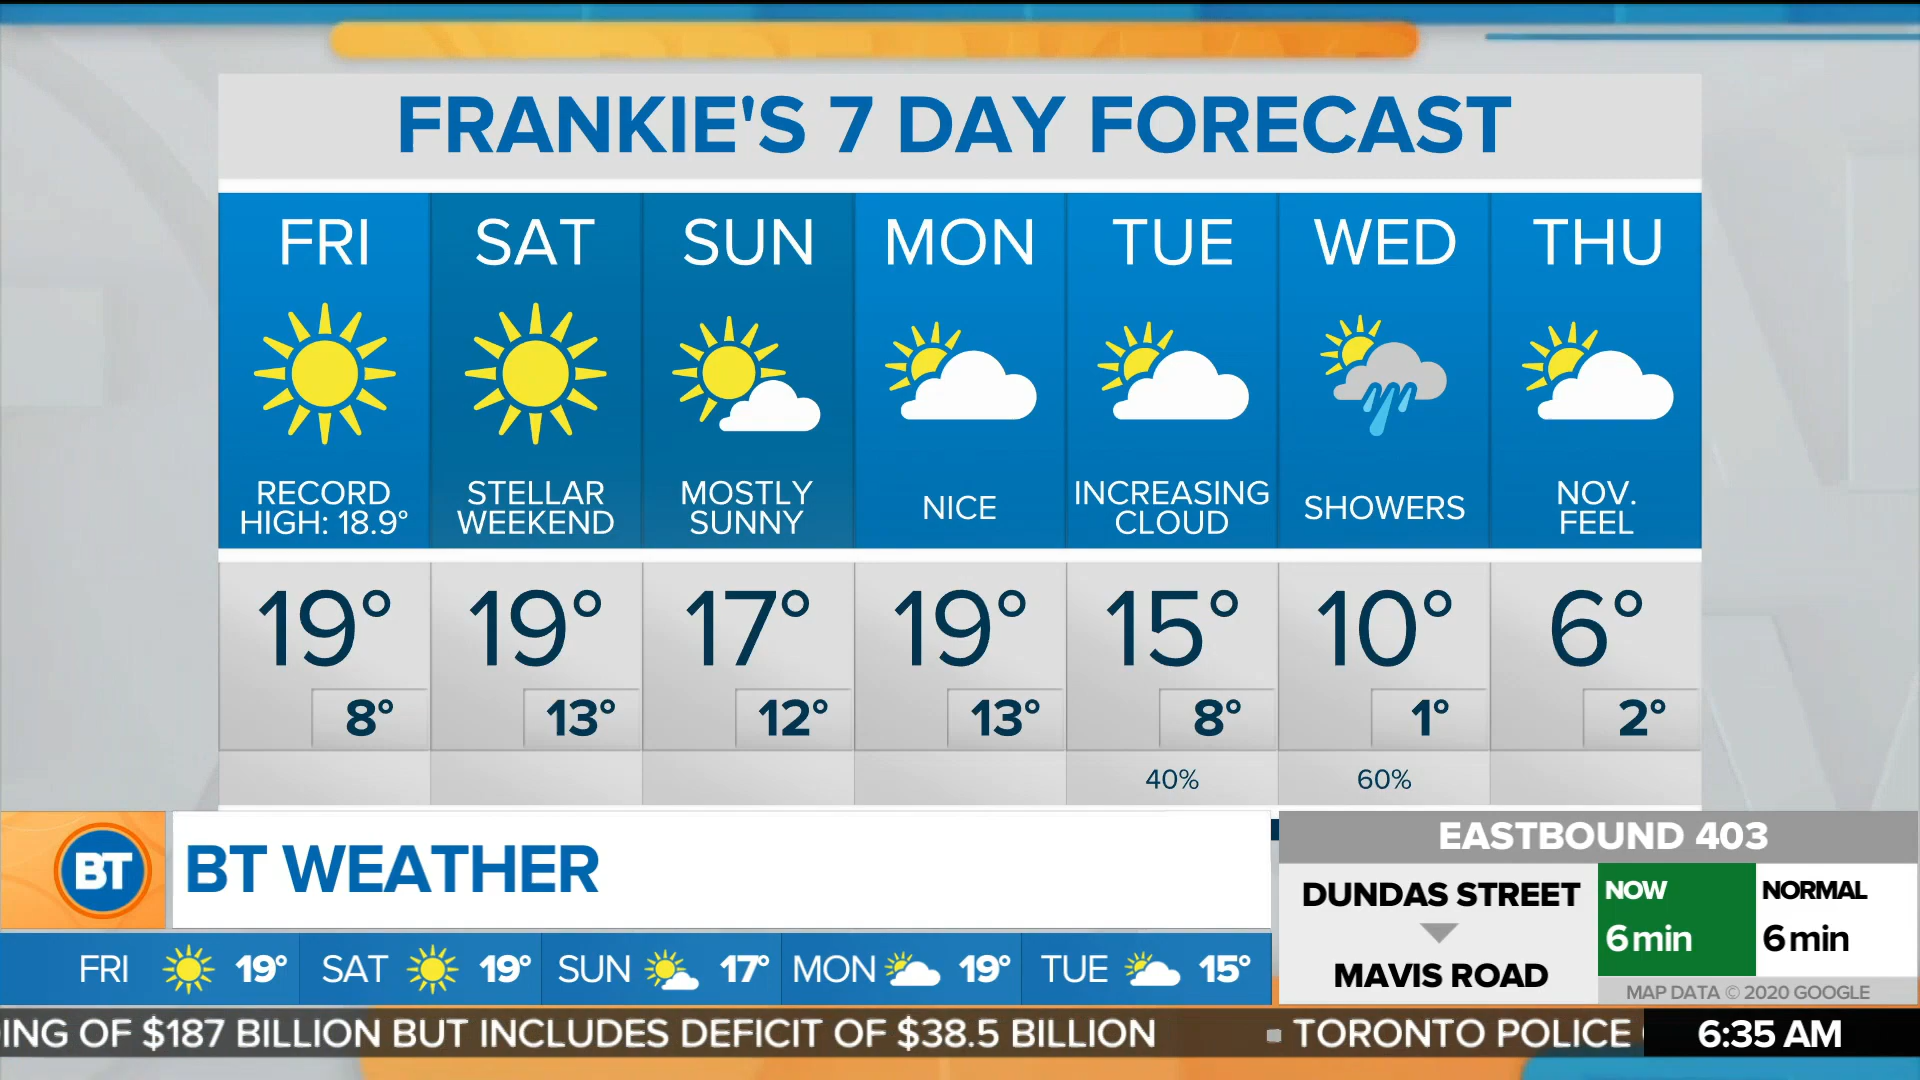 FRANKIE'S 7 DAY FORECAST
FRI SAT SUN MON TUE WED THU
RECORD
HIGH: 18.9°
STELLAR
WEEKEND
MOSTLY
SUNNY
NICE
INCREASING
CLOUD
SHOWERS
NOV.
FEEL
19° 19° 17° 19° 15° 10° 6°
8° 13° 12° 13° 8° 1° 2°
40% 60%
BT
BT WEATHER
EASTBOUND 403
DUNDAS STREET
MAVIS ROAD
NOW
6 min
NORMAL
6 min
MAP DATA © 2020 GOOGLE
FRI 19° SAT 19° SUN 17° MON 19° TUE 15°
ING OF $187 BILLION BUT INCLUDES DEFICIT OF $38.5 BILLION ▪ TORONTO POLICE
6:35 AM